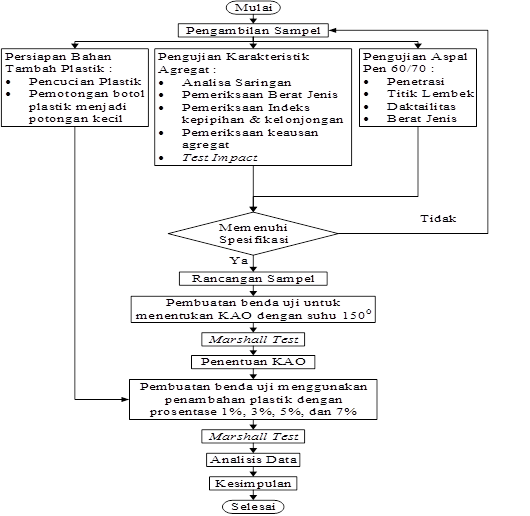 Mulai
Pengambilan Sampel
Persiapan Bahan
Tambah Plastik :
• Pencucian Plastik
• Pemotongan botol
plastik menjadi
potongan kecil
Pengujian Karakteristik
Agregat :
• Analisa Saringan
• Pemeriksaan Berat Jenis
• Pemeriksaan Indeks
kepipihan & kelonjongan
• Pemeriksaan keausan
agregat
• Test Impact
Pengujian Aspal
Pen 60/70 :
• Penetrasi
• Titik Lembek
• Daktailitas
• Berat Jenis
Memenuhi
Spesifikasi
Tidak
Ya
Rancangan Sampel
Pembuatan benda uji untuk
menentukan KAO dengan suhu 150⁰
Marshall Test
Penentuan KAO
Pembuatan benda uji menggunakan
penambahan plastik dengan
prosentase 1%, 3%, 5%, dan 7%
Marshall Test
Analisis Data
Kesimpulan
Selesai